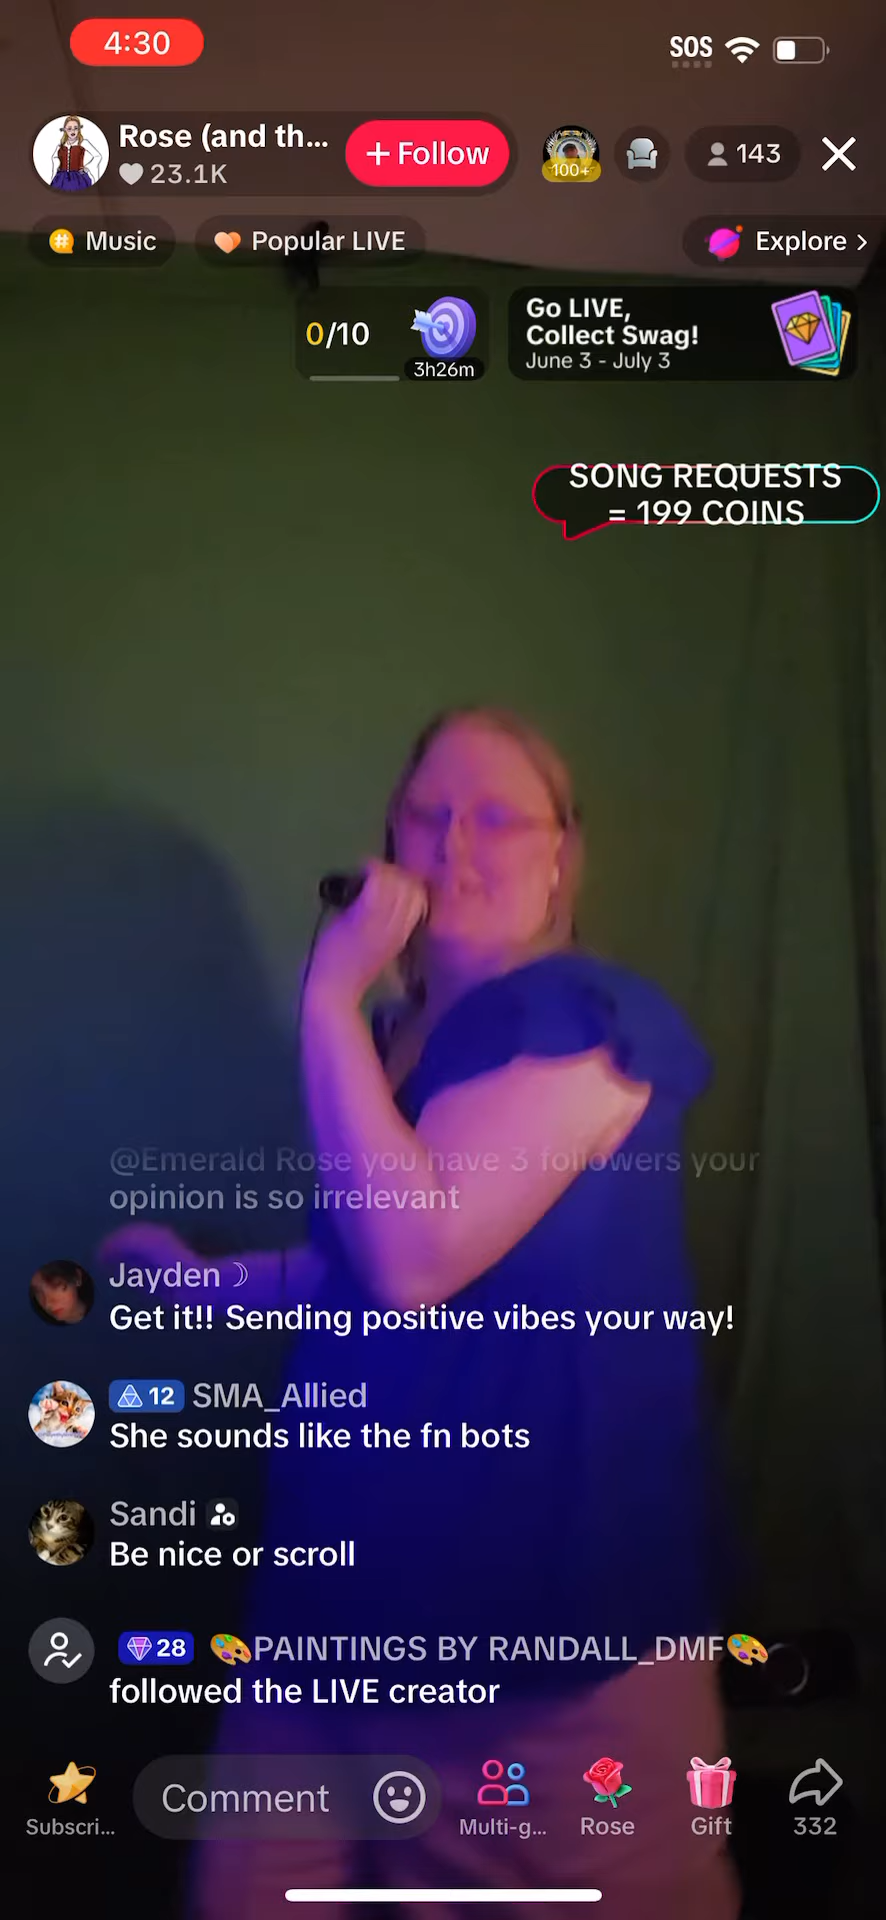 4:30
SOS
Rose (and th...
23.1K
+ Follow
100+
143
Music
Popular LIVE
Explore >
0/10
3h26m
Go LIVE,
Collect Swag!
June 3 - July 3
SONG REQUESTS
= 199 COINS
@Emerald Rose you have 3 followers your
opinion is so irrelevant
Jayden ☽
Get it!! Sending positive vibes your way!
12 SMA_Allied
She sounds like the fn bots
Sandi
Be nice or scroll
28 🎨PAINTINGS BY RANDALL_DMF🎨
followed the LIVE creator
Subscri...
Comment
Multi-g...
Rose
Gift
332